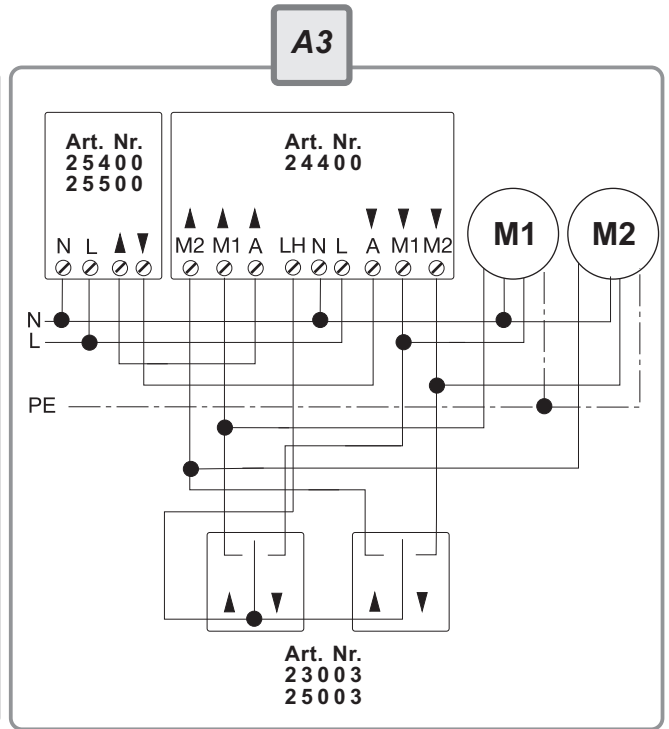 A3
Art. Nr.
25400
25500
N L ▲ ▼
Art. Nr.
24400
▲ ▲ ▲ ▼ ▼ ▼
M2 M1 A LH N L A M1 M2
M1
M2
N
L
PE
▲ ▼
▲ ▼
Art. Nr.
23003
25003